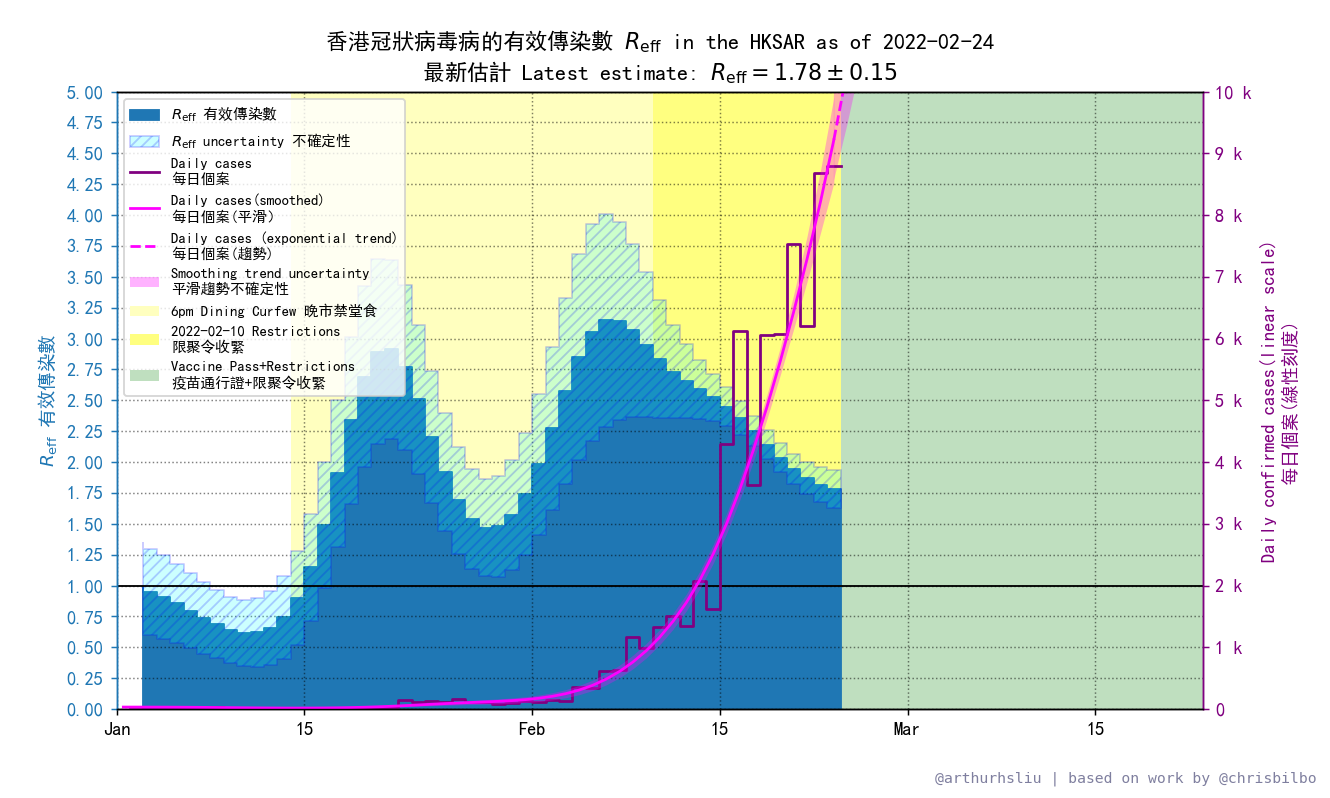 香港冠狀病毒病的有效傳染數 Reff in the HKSAR as of 2022-02-24
最新估計 Latest estimate: Reff = 1.78 ± 0.15
Reff 有效傳染數
Reff uncertainty 不確定性
Daily cases
每日個案
Daily cases(smoothed)
每日個案(平滑)
Daily cases (exponential trend)
每日個案(趨勢)
Smoothing trend uncertainty
平滑趨勢不確定性
6pm Dining Curfew 晚市禁堂食
2022-02-10 Restrictions
限聚令收緊
Vaccine Pass+Restrictions
疫苗通行證+限聚令收緊
5.00
4.75
4.50
4.25
4.00
3.75
3.50
3.25
3.00
2.75
2.50
2.25
2.00
1.75
1.50
1.25
1.00
0.75
0.50
0.25
0.00
Reff 有效傳染數
10 k
9 k
8 k
7 k
6 k
5 k
4 k
3 k
2 k
1 k
0
Daily confirmed cases(linear scale)
每日個案(線性刻度)
Jan
15
Feb
15
Mar
15
@arthurhsliu | based on work by @chrisbilbo